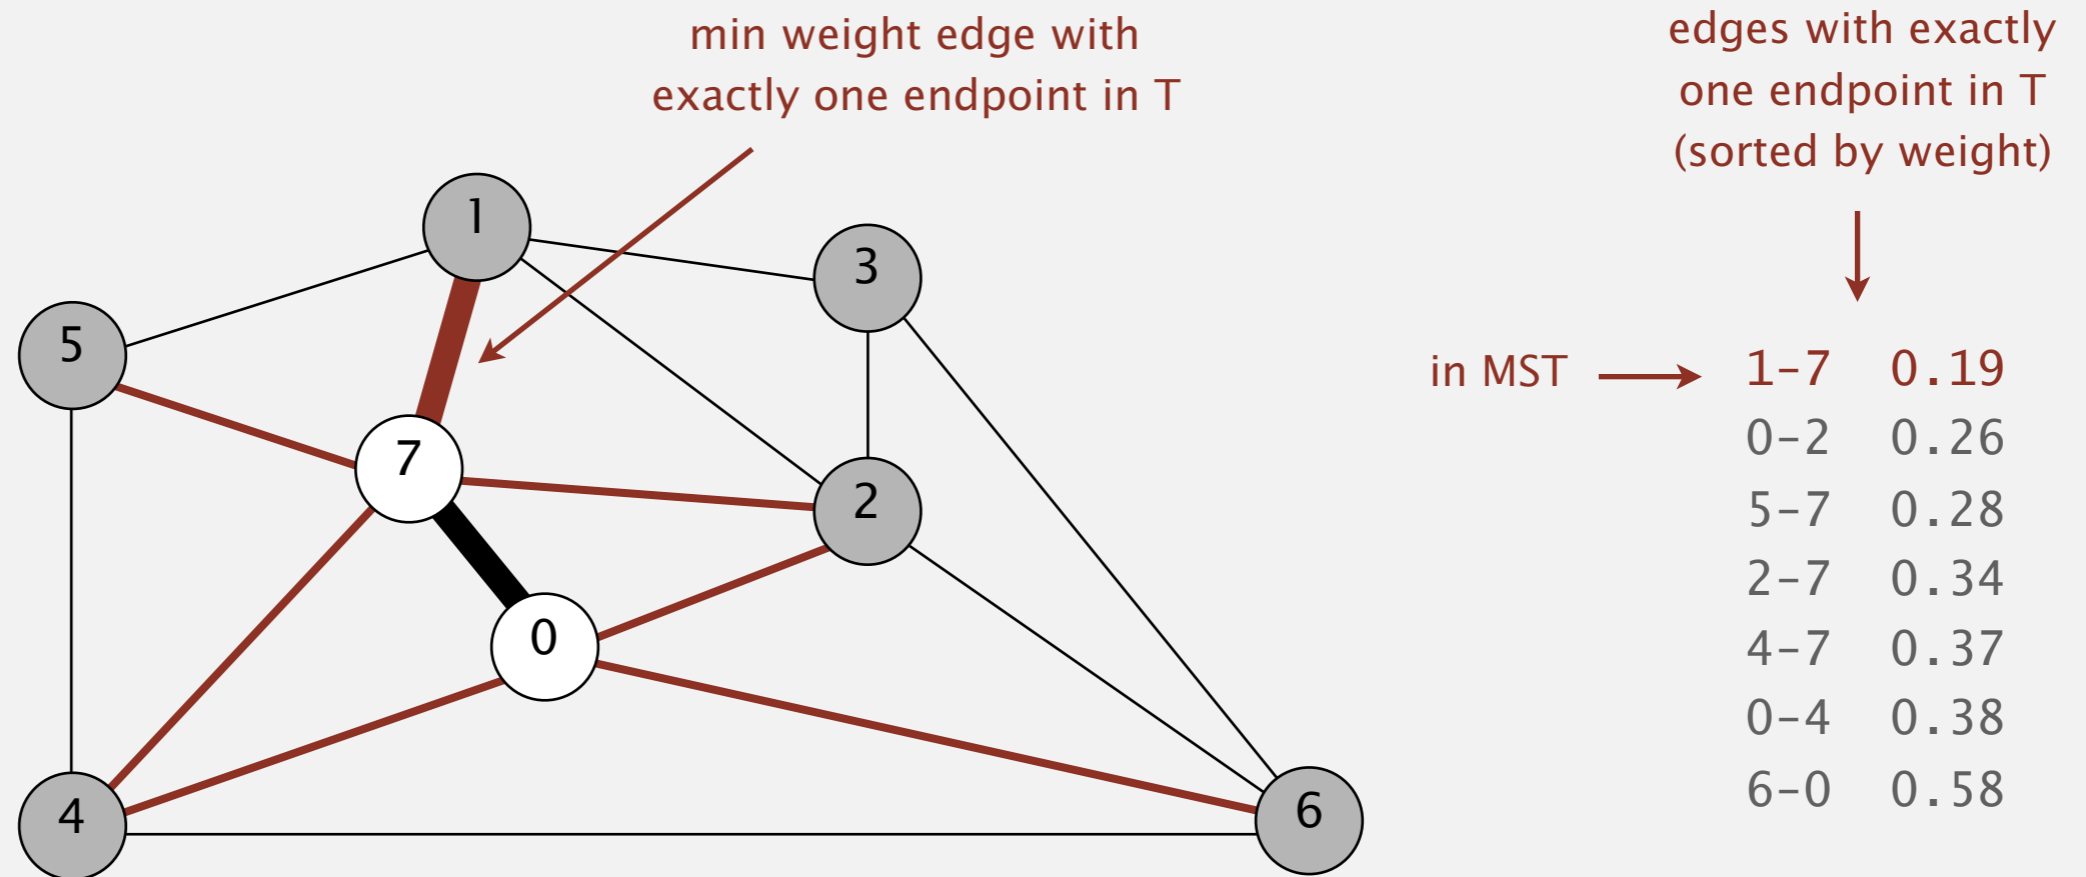 min weight edge with
exactly one endpoint in T
edges with exactly
one endpoint in T
(sorted by weight)
1
3
5
7
2
0
4
6
in MST
1-7 0.19
0-2 0.26
5-7 0.28
2-7 0.34
4-7 0.37
0-4 0.38
6-0 0.58